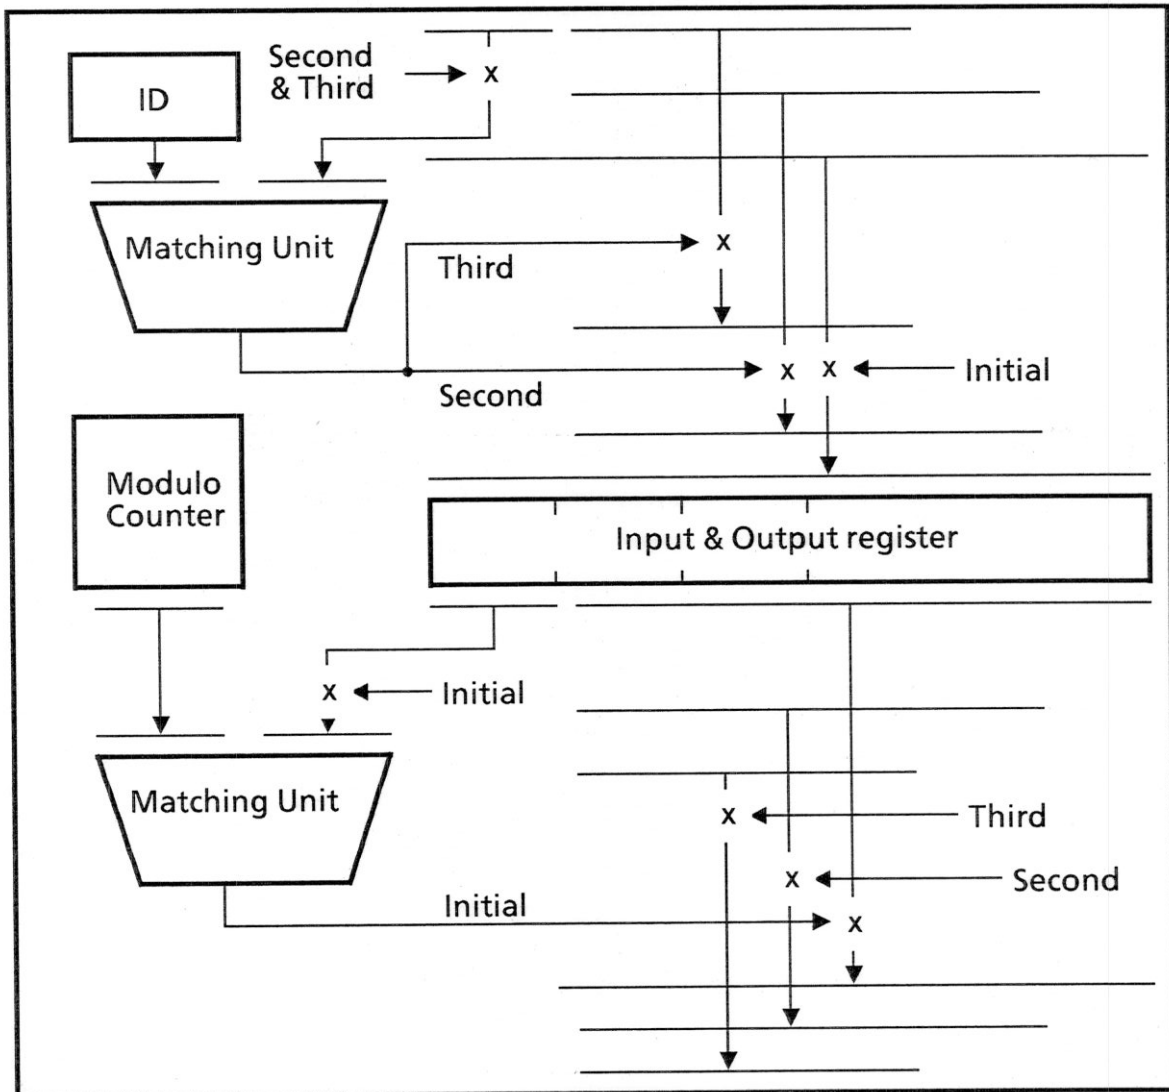 Second
& Third
x
ID
Matching Unit
x
Third
x
x
Initial
Second
Modulo
Counter
Input & Output register
x
Initial
Matching Unit
x
Third
x
Second
Initial
x